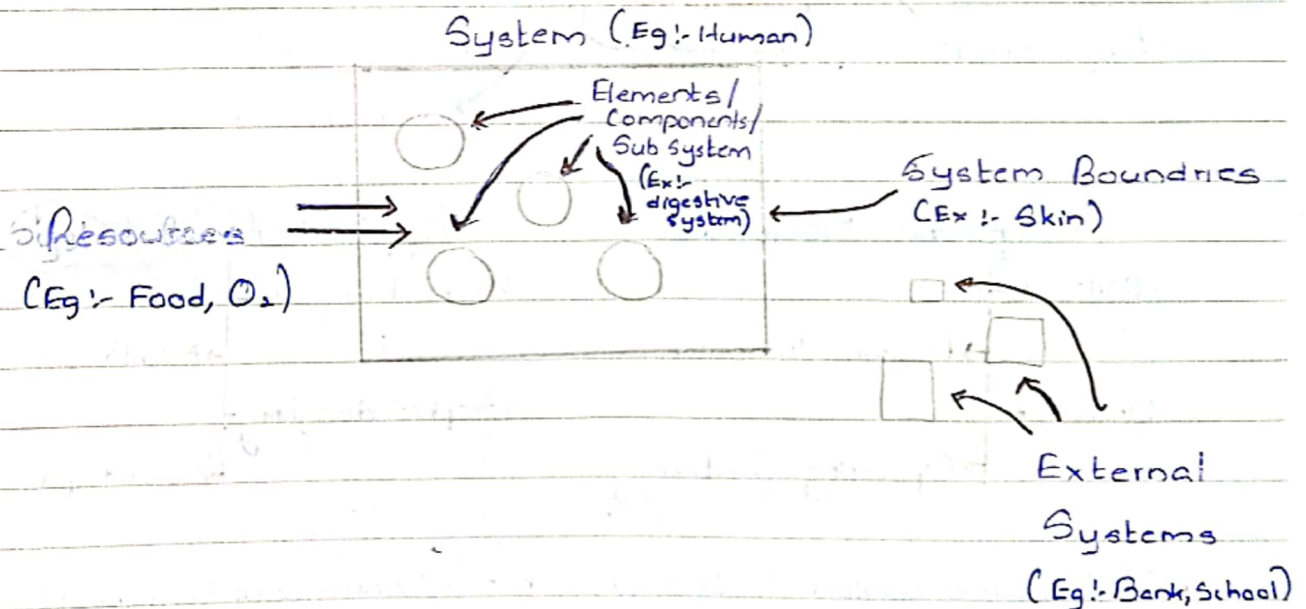 System (Eg:- Human)
Elements/
Components/
Sub System
(Ex:-
digestive
system)
System Boundries
(Ex :- Skin)
Resources
(Eg:- Food, O₂)
External
Systems
(Eg:- Bank, School)